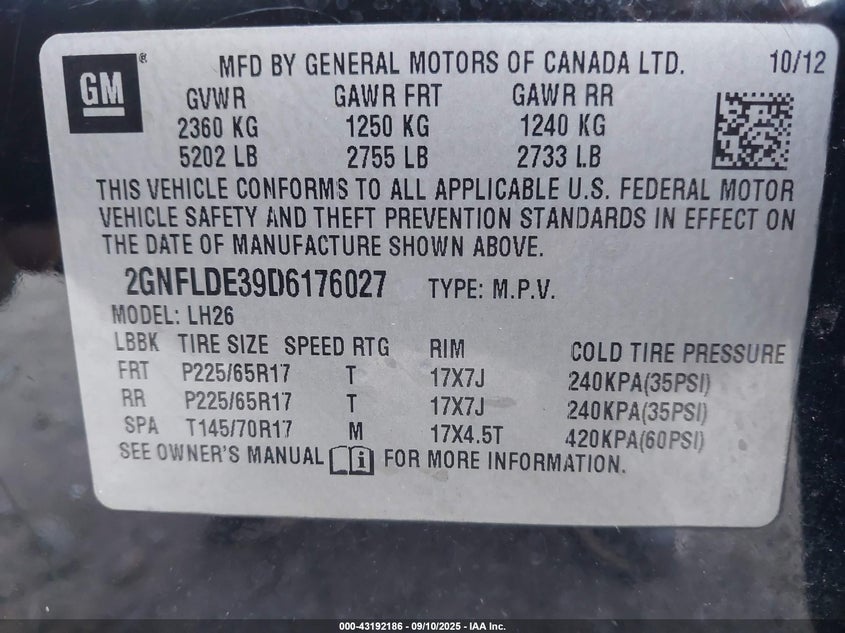 GM ®
MFD BY GENERAL MOTORS OF CANADA LTD. 10/12
GVWR GAWR FRT GAWR RR
2360 KG 1250 KG 1240 KG
5202 LB 2755 LB 2733 LB
THIS VEHICLE CONFORMS TO ALL APPLICABLE U.S. FEDERAL MOTOR
VEHICLE SAFETY AND THEFT PREVENTION STANDARDS IN EFFECT ON
THE DATE OF MANUFACTURE SHOWN ABOVE.
2GNFLDE39D6176027 TYPE: M.P.V.
MODEL: LH26
LBBK TIRE SIZE SPEED RTG RIM COLD TIRE PRESSURE
FRT P225/65R17 T 17X7J 240KPA(35PSI)
RR P225/65R17 T 17X7J 240KPA(35PSI)
SPA T145/70R17 M 17X4.5T 420KPA(60PSI)
SEE OWNER'S MANUAL i FOR MORE INFORMATION.
000-43192186 - 09/10/2025 - IAA Inc.